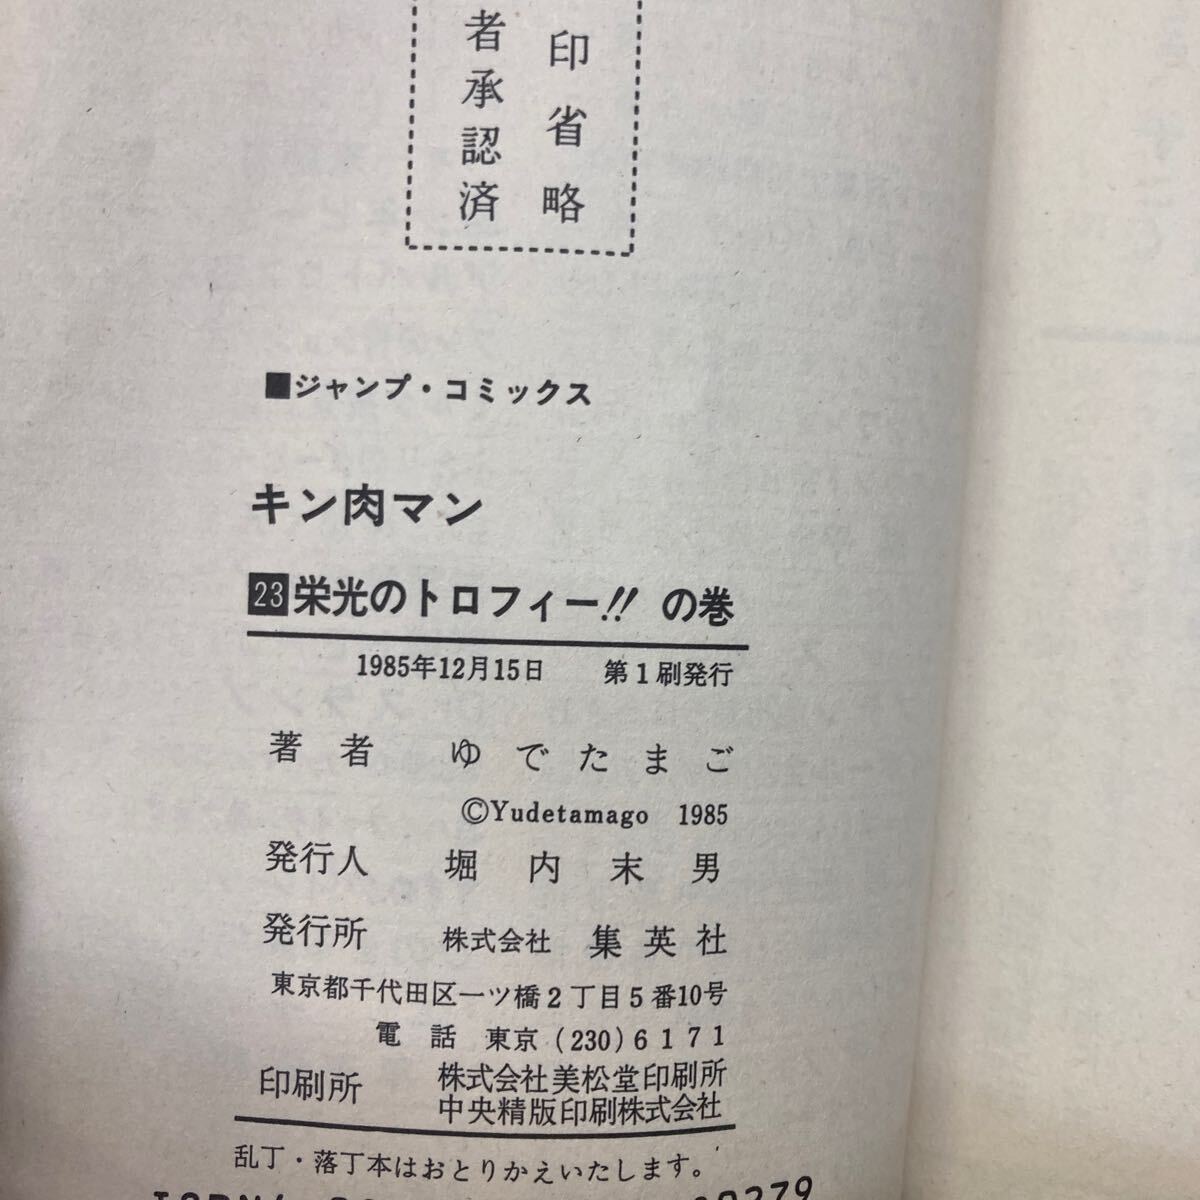 印省略
者承認済
■ジャンプ・コミックス
キン肉マン
23栄光のトロフィー!! の巻
1985年12月15日 第1刷発行
著者 ゆでたまご
©Yudetamago 1985
発行人 堀内末男
発行所 株式会社 集英社
東京都千代田区一ツ橋2丁目5番10号
電話 東京(230)6171
印刷所 株式会社美松堂印刷所
中央精版印刷株式会社
乱丁・落丁本はおとりかえいたします。